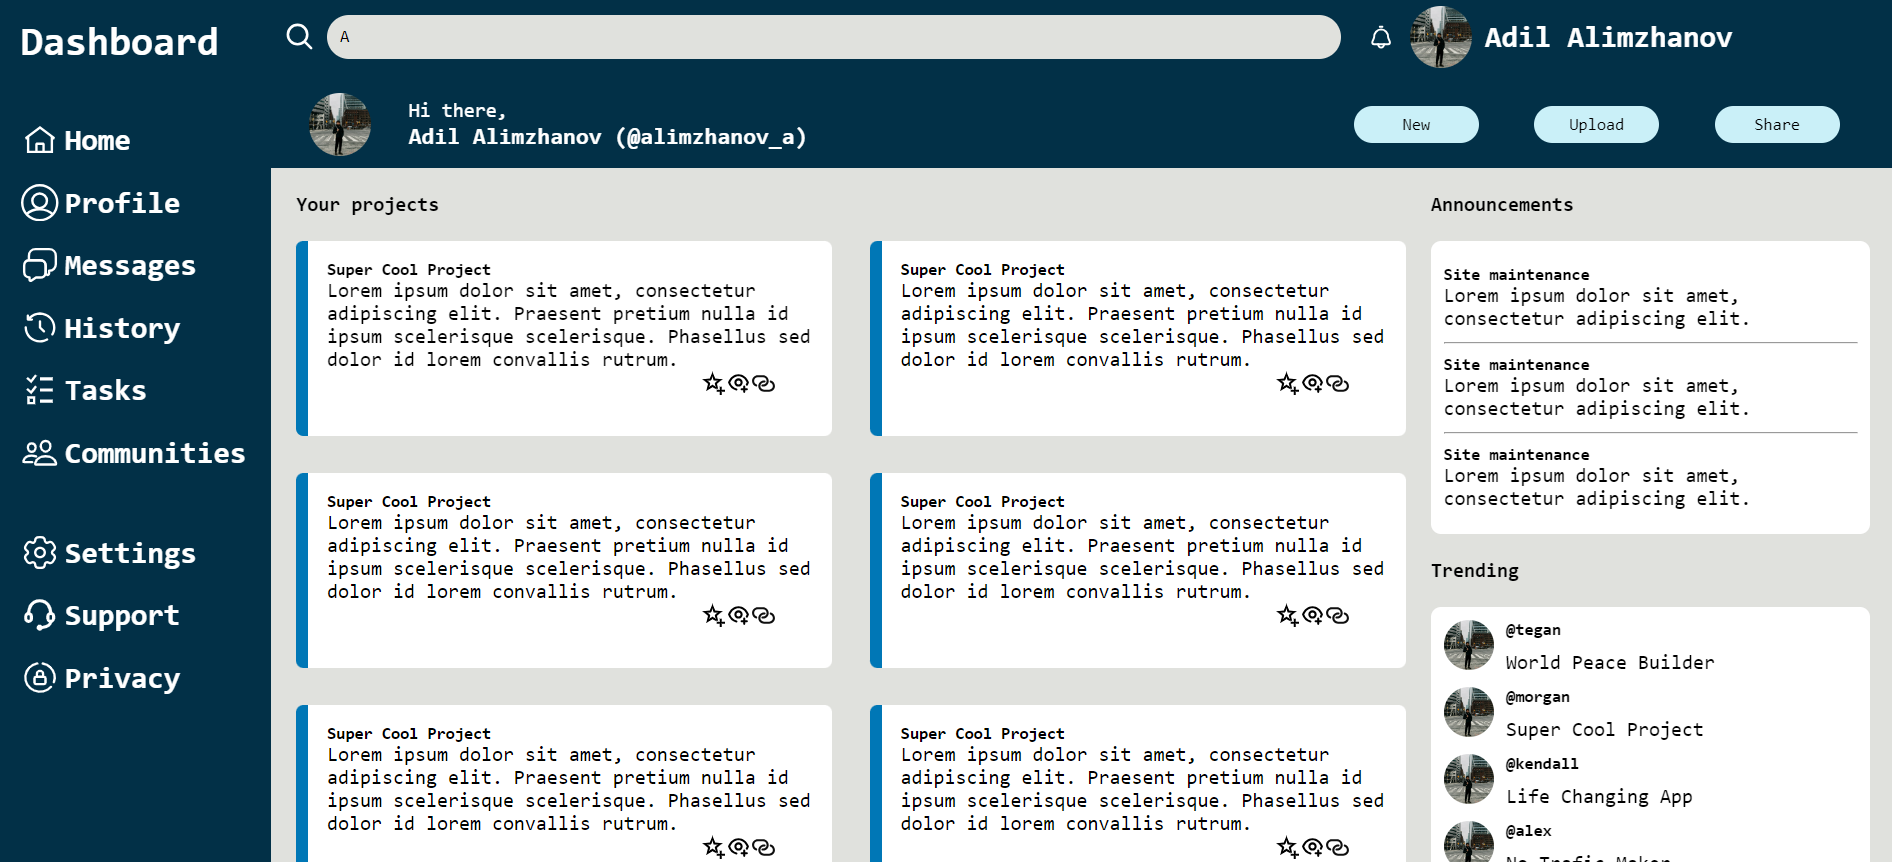 Dashboard
A
Adil Alimzhanov
Home
Profile
Messages
History
Tasks
Communities
Settings
Support
Privacy
Hi there,
Adil Alimzhanov (@alimzhanov_a)
New
Upload
Share
Your projects
Super Cool Project
Lorem ipsum dolor sit amet, consectetur
adipiscing elit. Praesent pretium nulla id
ipsum scelerisque scelerisque. Phasellus sed
dolor id lorem convallis rutrum.
Super Cool Project
Lorem ipsum dolor sit amet, consectetur
adipiscing elit. Praesent pretium nulla id
ipsum scelerisque scelerisque. Phasellus sed
dolor id lorem convallis rutrum.
Super Cool Project
Lorem ipsum dolor sit amet, consectetur
adipiscing elit. Praesent pretium nulla id
ipsum scelerisque scelerisque. Phasellus sed
dolor id lorem convallis rutrum.
Super Cool Project
Lorem ipsum dolor sit amet, consectetur
adipiscing elit. Praesent pretium nulla id
ipsum scelerisque scelerisque. Phasellus sed
dolor id lorem convallis rutrum.
Super Cool Project
Lorem ipsum dolor sit amet, consectetur
adipiscing elit. Praesent pretium nulla id
ipsum scelerisque scelerisque. Phasellus sed
dolor id lorem convallis rutrum.
Super Cool Project
Lorem ipsum dolor sit amet, consectetur
adipiscing elit. Praesent pretium nulla id
ipsum scelerisque scelerisque. Phasellus sed
dolor id lorem convallis rutrum.
Announcements
Site maintenance
Lorem ipsum dolor sit amet,
consectetur adipiscing elit.
Site maintenance
Lorem ipsum dolor sit amet,
consectetur adipiscing elit.
Site maintenance
Lorem ipsum dolor sit amet,
consectetur adipiscing elit.
Trending
@tegan
World Peace Builder
@morgan
Super Cool Project
@kendall
Life Changing App
@alex
No Trafic Maker